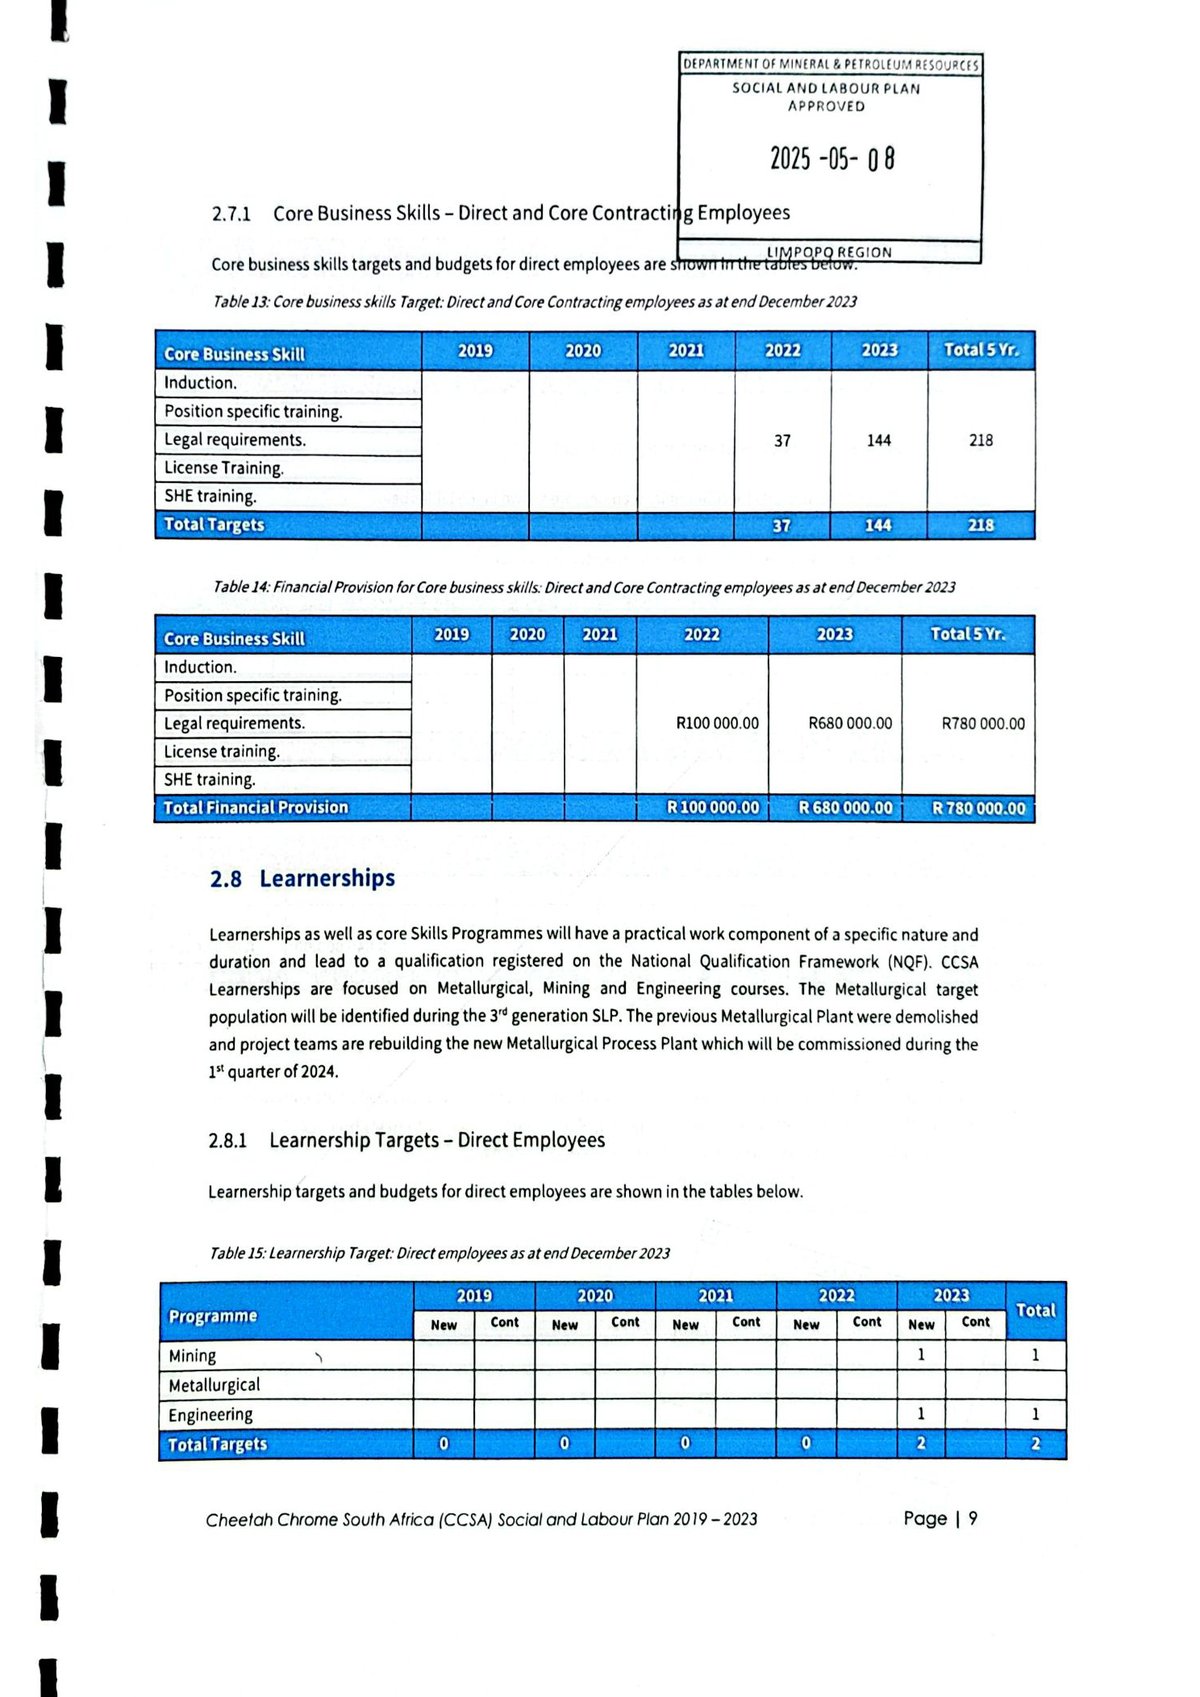 DEPARTMENT OF MINERAL & PETROLEUM RESOURCES
SOCIAL AND LABOUR PLAN
APPROVED
2025 -05- 08
LIMPOPO REGION
2.7.1 Core Business Skills – Direct and Core Contracting Employees
Core business skills targets and budgets for direct employees are shown in the tables below.
Table 13: Core business skills Target: Direct and Core Contracting employees as at end December 2023
Core Business Skill 2019 2020 2021 2022 2023 Total 5 Yr.
Induction.
Position specific training.
Legal requirements. 37 144 218
License Training.
SHE training.
Total Targets 37 144 218
Table 14: Financial Provision for Core business skills: Direct and Core Contracting employees as at end December 2023
Core Business Skill 2019 2020 2021 2022 2023 Total 5 Yr.
Induction.
Position specific training.
Legal requirements. R100 000.00 R680 000.00 R780 000.00
License training.
SHE training.
Total Financial Provision R 100 000.00 R 680 000.00 R 780 000.00
2.8 Learnerships
Learnerships as well as core Skills Programmes will have a practical work component of a specific nature and
duration and lead to a qualification registered on the National Qualification Framework (NQF). CCSA
Learnerships are focused on Metallurgical, Mining and Engineering courses. The Metallurgical target
population will be identified during the 3rd generation SLP. The previous Metallurgical Plant were demolished
and project teams are rebuilding the new Metallurgical Process Plant which will be commissioned during the
1st quarter of 2024.
2.8.1 Learnership Targets – Direct Employees
Learnership targets and budgets for direct employees are shown in the tables below.
Table 15: Learnership Target: Direct employees as at end December 2023
Programme 2019 2020 2021 2022 2023 Total
New Cont New Cont New Cont New Cont New Cont
Mining 1 1
Metallurgical
Engineering 1 1
Total Targets 0 0 0 0 2 2
Cheetah Chrome South Africa (CCSA) Social and Labour Plan 2019 – 2023 Page | 9